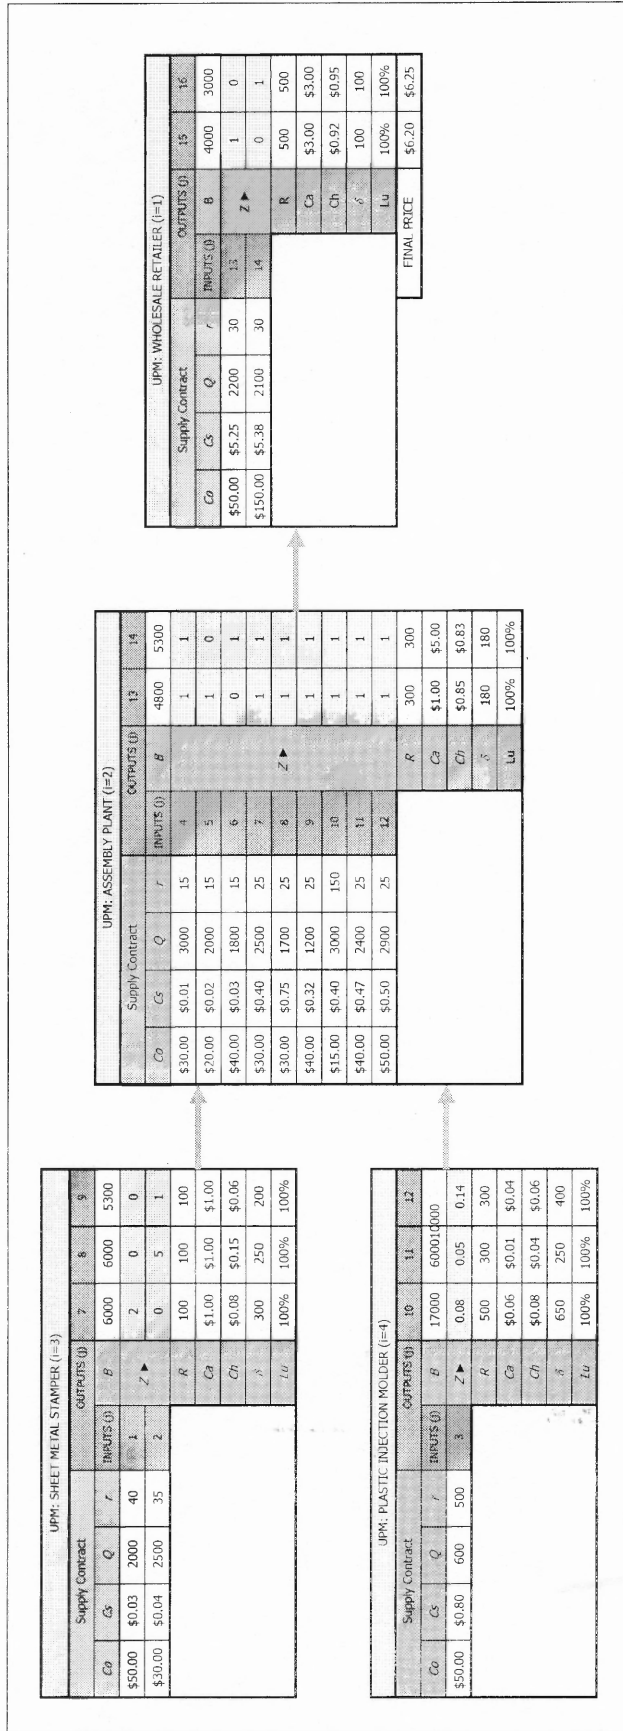 UPM: SHEET METAL STAMPER (i=3)
Supply Contract OUTPUTS (j) 7 8 9
Co Cs Q r INPUTS (j) B 6000 6000 5300
$50.00 $0.03 2000 40 1 Z ▶ 2 0 0
$30.00 $0.04 2500 35 2 0 5 1
R 100 100 100
Ca $1.00 $1.00 $1.00
Ch $0.08 $0.15 $0.06
δ 300 250 200
Lu 100% 100% 100%
UPM: PLASTIC INJECTION MOLDER (i=4)
Supply Contract OUTPUTS (j) 10 11 12
Co Cs Q r INPUTS (j) B 17000 6000 10000
$50.00 $0.80 600 500 3 Z ▶ 0.08 0.05 0.14
R 500 300 300
Ca $0.06 $0.01 $0.04
Ch $0.08 $0.04 $0.06
δ 650 250 400
Lu 100% 100% 100%
UPM: ASSEMBLY PLANT (i=2)
Supply Contract OUTPUTS (j) 13 14
Co Cs Q r INPUTS (j) B 4800 5300
$30.00 $0.01 3000 15 4 Z ▶ 1 1
$20.00 $0.02 2000 15 5 1 0
$40.00 $0.03 1800 15 6 0 1
$30.00 $0.40 2500 25 7 1 1
$30.00 $0.75 1700 25 8 1 1
$40.00 $0.32 1200 25 9 1 1
$15.00 $0.40 3000 150 10 1 1
$40.00 $0.47 2400 25 11 1 1
$50.00 $0.50 2900 25 12 1 1
R 300 300
Ca $1.00 $5.00
Ch $0.85 $0.83
δ 180 180
Lu 100% 100%
UPM: WHOLESALE RETAILER (i=1)
Supply Contract OUTPUTS (j) 15 16
Co Cs Q r INPUTS (j) B 4000 3000
$50.00 $5.25 2200 30 13 Z ▶ 1 0
$150.00 $5.38 2100 30 14 0 1
R 500 500
Ca $3.00 $3.00
Ch $0.92 $0.95
δ 100 100
Lu 100% 100%
FINAL PRICE $6.20 $6.25